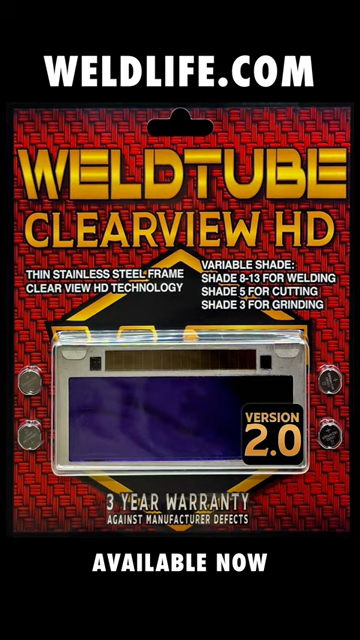 WELDLIFE.COM
WELDTUBE
CLEARVIEW HD
THIN STAINLESS STEEL FRAME
CLEAR VIEW HD TECHNOLOGY
VARIABLE SHADE:
SHADE 8-13 FOR WELDING
SHADE 5 FOR CUTTING
SHADE 3 FOR GRINDING
VERSION
2.0
3 YEAR WARRANTY
AGAINST MANUFACTURER DEFECTS
AVAILABLE NOW